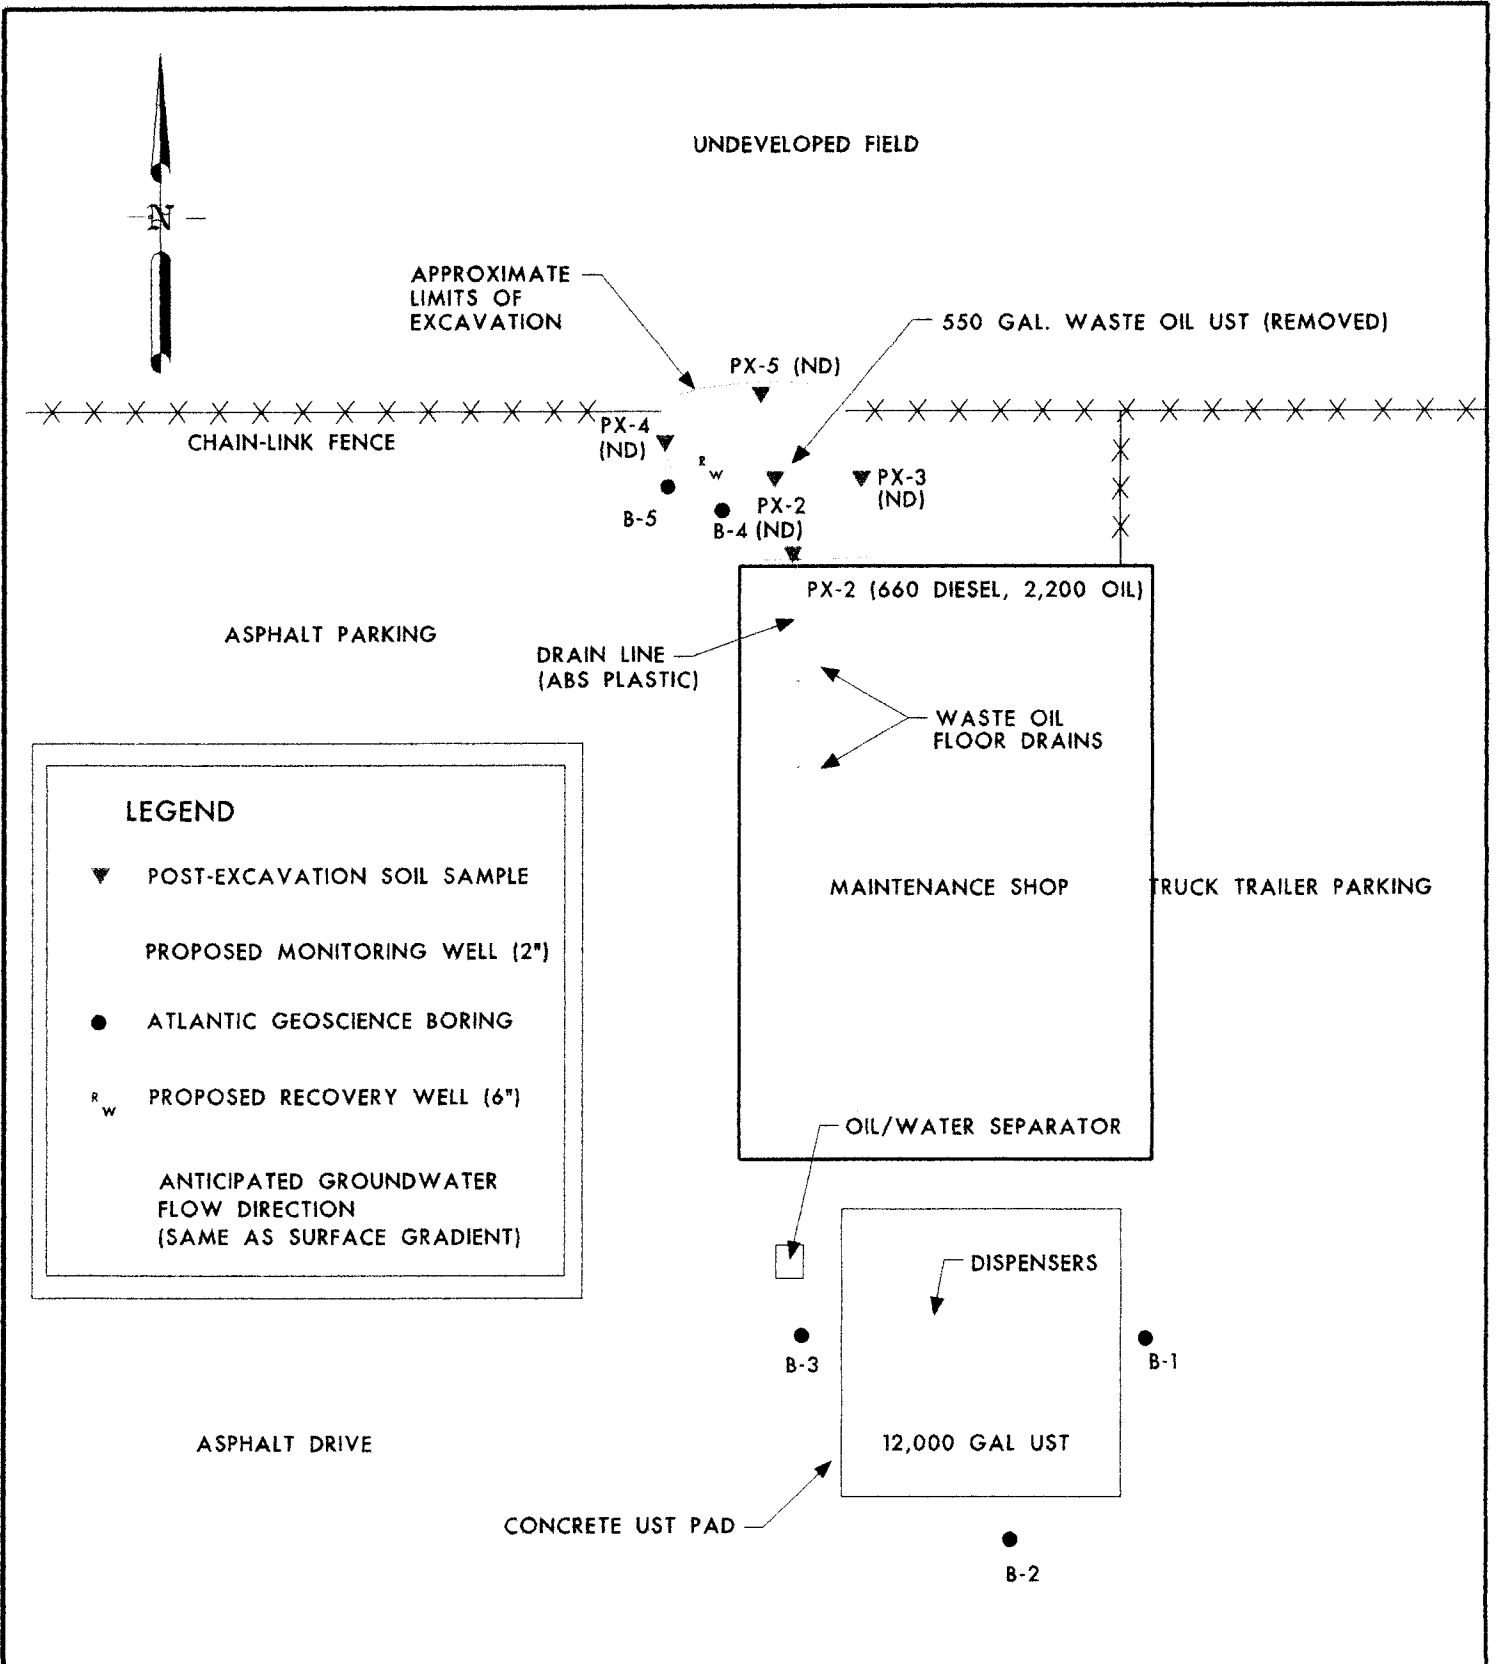 UNDEVELOPED FIELD
N
APPROXIMATE
LIMITS OF
EXCAVATION
550 GAL. WASTE OIL UST (REMOVED)
PX-5 (ND)
PX-4
(ND)
CHAIN-LINK FENCE
R
W
PX-3
(ND)
B-5
PX-2
B-4 (ND)
PX-2 (660 DIESEL, 2,200 OIL)
ASPHALT PARKING
DRAIN LINE
(ABS PLASTIC)
WASTE OIL
FLOOR DRAINS
LEGEND
POST-EXCAVATION SOIL SAMPLE
PROPOSED MONITORING WELL (2")
ATLANTIC GEOSCIENCE BORING
R
W
PROPOSED RECOVERY WELL (6")
ANTICIPATED GROUNDWATER
FLOW DIRECTION
(SAME AS SURFACE GRADIENT)
MAINTENANCE SHOP
TRUCK TRAILER PARKING
OIL/WATER SEPARATOR
DISPENSERS
B-3
B-1
ASPHALT DRIVE
12,000 GAL UST
CONCRETE UST PAD
B-2